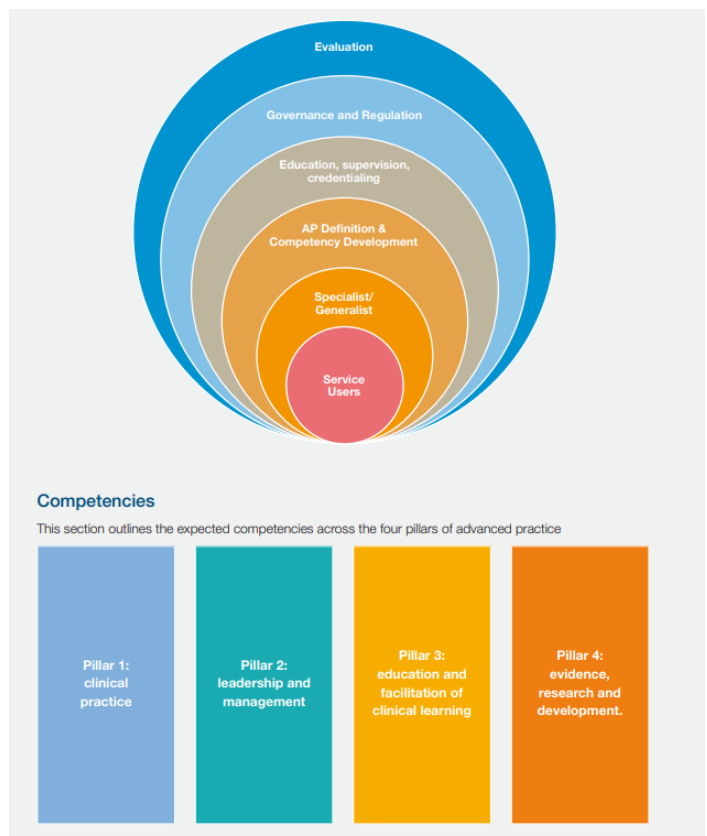 Evaluation
Governance and Regulation
Education, supervision,
credentialing
AP Definition &
Competency Development
Specialist/
Generalist
Service
Users
Competencies
This section outlines the expected competencies across the four pillars of advanced practice
Pillar 1:
clinical
practice
Pillar 2:
leadership and
management
Pillar 3:
education and
facilitation of
clinical learning
Pillar 4:
evidence,
research and
development.